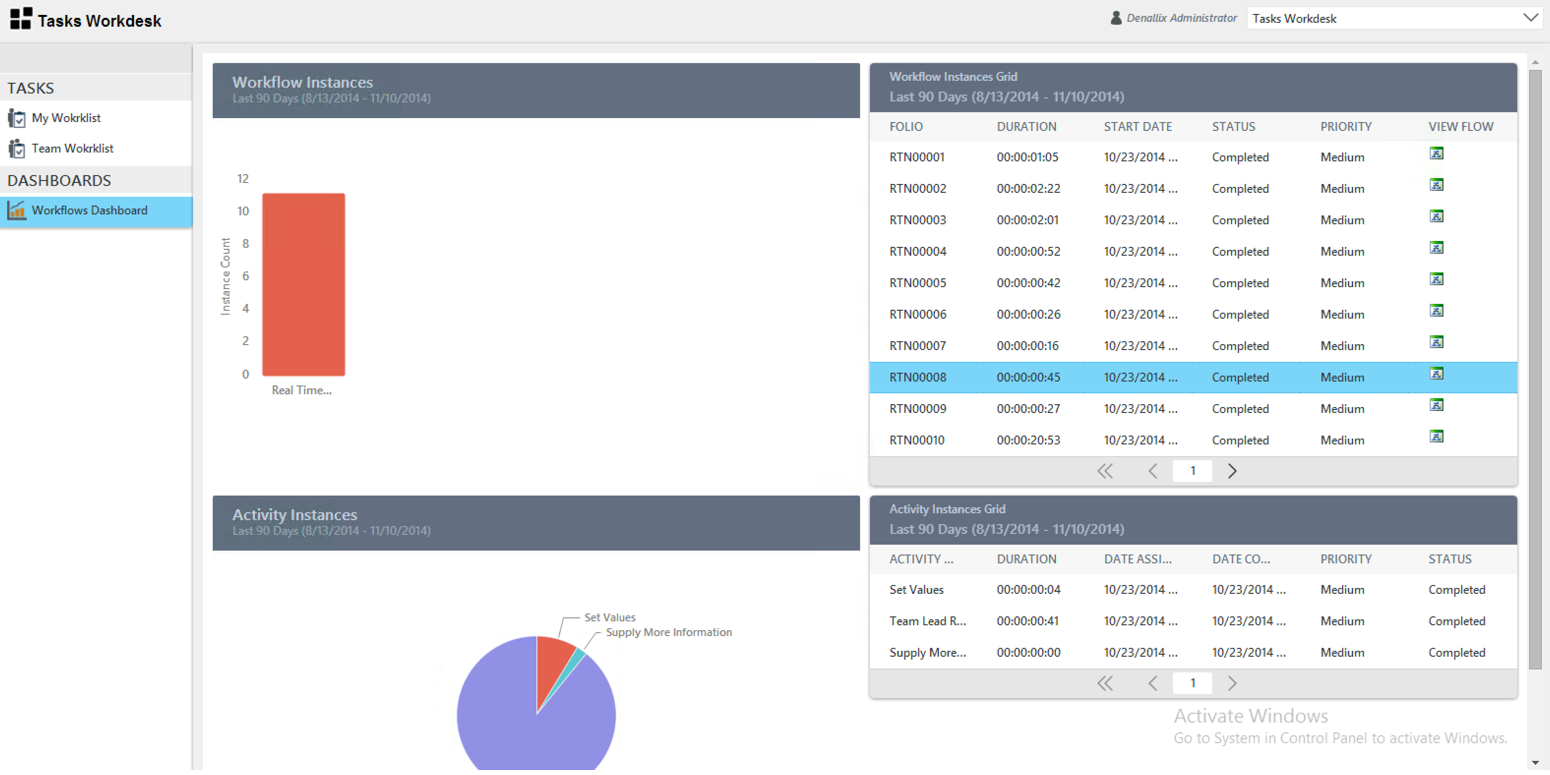 Tasks Workdesk
Denallix Administrator
Tasks Workdesk
TASKS
My Wokrklist
Team Wokrklist
DASHBOARDS
Workflows Dashboard
Workflow Instances
Last 90 Days (8/13/2014 - 11/10/2014)
12
10
8
6
4
2
0
Instance Count
Real Time...
Workflow Instances Grid
Last 90 Days (8/13/2014 - 11/10/2014)
FOLIO DURATION START DATE STATUS PRIORITY VIEW FLOW
RTN00001 00:00:01:05 10/23/2014 ... Completed Medium
RTN00002 00:00:02:22 10/23/2014 ... Completed Medium
RTN00003 00:00:02:01 10/23/2014 ... Completed Medium
RTN00004 00:00:00:52 10/23/2014 ... Completed Medium
RTN00005 00:00:00:42 10/23/2014 ... Completed Medium
RTN00006 00:00:00:26 10/23/2014 ... Completed Medium
RTN00007 00:00:00:16 10/23/2014 ... Completed Medium
RTN00008 00:00:00:45 10/23/2014 ... Completed Medium
RTN00009 00:00:00:27 10/23/2014 ... Completed Medium
RTN00010 00:00:20:53 10/23/2014 ... Completed Medium
1
Activity Instances
Last 90 Days (8/13/2014 - 11/10/2014)
Set Values
Supply More Information
Activity Instances Grid
Last 90 Days (8/13/2014 - 11/10/2014)
ACTIVITY ... DURATION DATE ASSI... DATE CO... PRIORITY STATUS
Set Values 00:00:00:04 10/23/2014 ... 10/23/2014 ... Medium Completed
Team Lead R... 00:00:00:41 10/23/2014 ... 10/23/2014 ... Medium Completed
Supply More... 00:00:00:00 10/23/2014 ... 10/23/2014 ... Medium Completed
1
Activate Windows
Go to System in Control Panel to activate Windows.